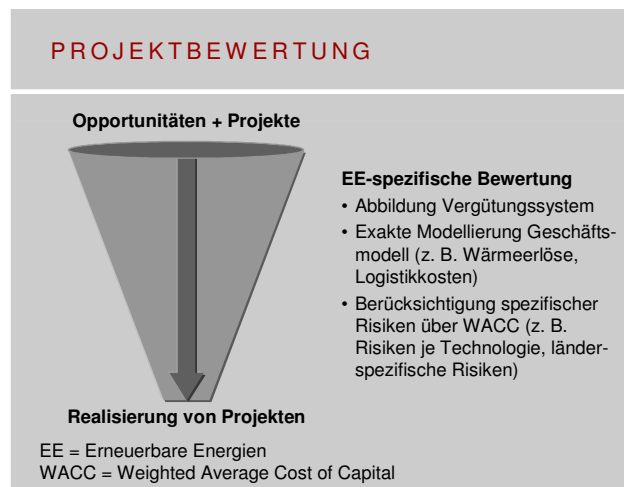 PROJEKTBEWERTUNG
Opportunitäten + Projekte
EE-spezifische Bewertung
• Abbildung Vergütungssystem
• Exakte Modellierung Geschäfts-
modell (z. B. Wärmeerlöse,
Logistikkosten)
• Berücksichtigung spezifischer
Risiken über WACC (z. B.
Risiken je Technologie, länder-
spezifische Risiken)
Realisierung von Projekten
EE = Erneuerbare Energien
WACC = Weighted Average Cost of Capital